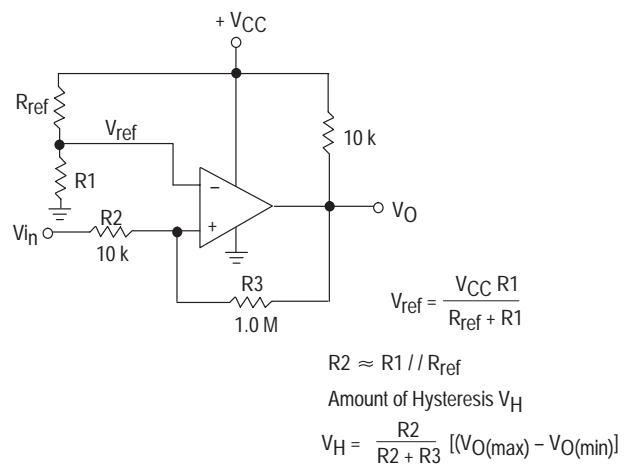 + VCC
Rref
Vref
10 k
R1
−
VO
Vin
R2
+
10 k
R3
1.0 M
Vref = VCC R1 / Rref + R1
R2 ≈ R1 / / Rref
Amount of Hysteresis VH
VH = R2 / R2 + R3 [(VO(max) – VO(min)]